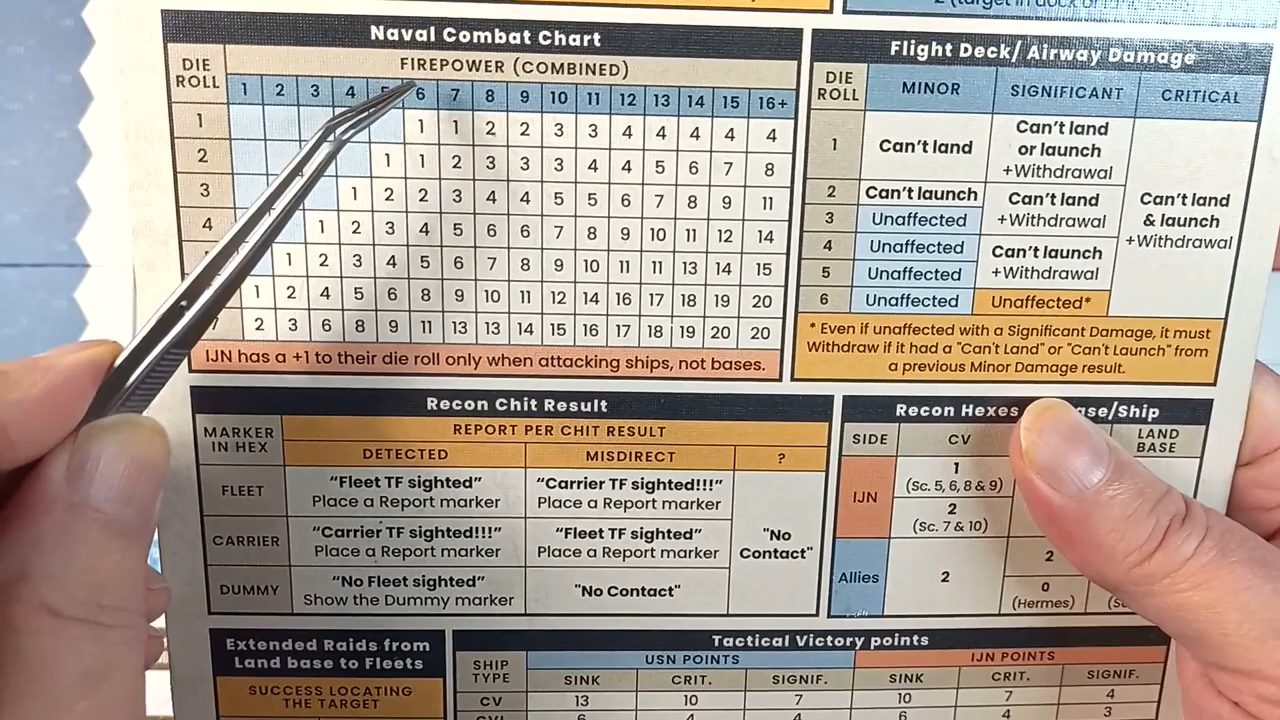 2 (target in dock or
Naval Combat Chart
DIE ROLL
FIREPOWER (COMBINED)
1 2 3 4 5 6 7 8 9 10 11 12 13 14 15 16+
1 1 1 2 2 3 3 4 4 4 4 4
2 1 1 2 3 3 3 4 4 5 6 7 8
3 1 2 2 3 4 4 5 5 6 7 8 9 11
4 1 2 3 4 5 6 6 7 8 9 10 11 12 14
1 2 3 4 5 6 7 8 9 10 11 11 13 14 15
1 2 4 5 6 8 9 10 11 12 14 16 17 18 19 20
7 2 3 6 8 9 11 13 13 14 15 16 17 18 19 20 20
IJN has a +1 to their die roll only when attacking ships, not bases.
Flight Deck/ Airway Damage
DIE ROLL
MINOR SIGNIFICANT CRITICAL
1 Can't land
Can't land
or launch
+Withdrawal
2 Can't launch
3 Unaffected
Can't land
+Withdrawal
4 Unaffected
5 Unaffected
Can't launch
+Withdrawal
6 Unaffected Unaffected*
Can't land
& launch
+Withdrawal
* Even if unaffected with a Significant Damage, it must
Withdraw if it had a "Can't Land" or "Can't Launch" from
a previous Minor Damage result.
Recon Chit Result
MARKER
IN HEX
REPORT PER CHIT RESULT
DETECTED MISDIRECT ?
FLEET
"Fleet TF sighted"
Place a Report marker
"Carrier TF sighted!!!"
Place a Report marker
CARRIER
"Carrier TF sighted!!!"
Place a Report marker
"Fleet TF sighted"
Place a Report marker
DUMMY
"No Fleet sighted"
Show the Dummy marker
"No Contact"
"No
Contact"
Recon Hexes ase/Ship
SIDE CV
LAND
BASE
IJN
1
(Sc. 5, 6, 8 & 9)
2
(Sc. 7 & 10)
Allies 2
2
0
(Hermes)
Extended Raids from
Land base to Fleets
SUCCESS LOCATING
THE TARGET
Tactical Victory points
SHIP
TYPE
USN POINTS IJN POINTS
SINK CRIT. SIGNIF. SINK CRIT. SIGNIF.
CV 13 10 7 10 7 4
6 4 3